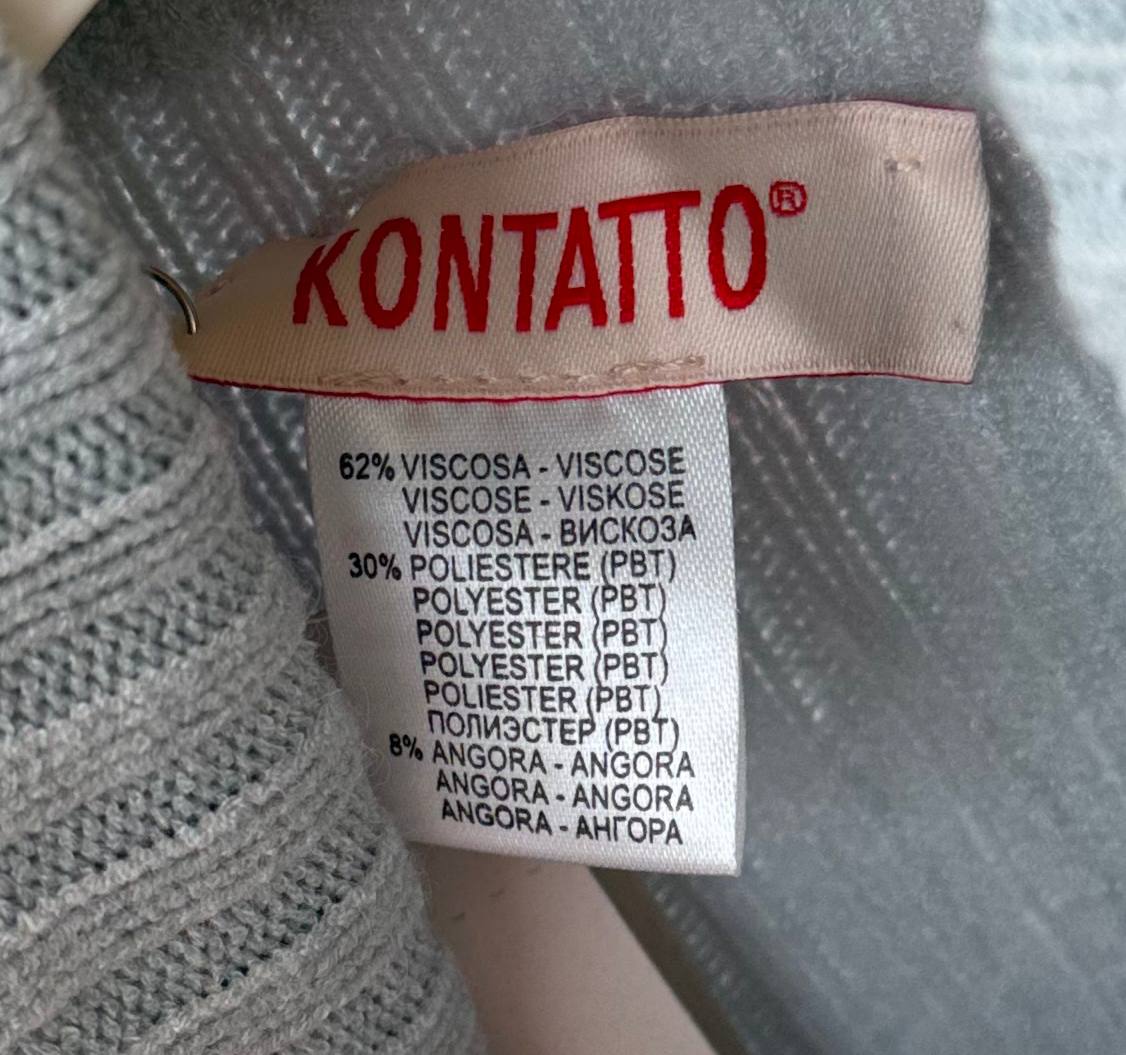 KONTATTO®
62% VISCOSA - VISCOSE
VISCOSE - VISKOSE
VISCOSA - ВИСКОЗА
30% POLIESTERE (PBT)
POLYESTER (PBT)
POLYESTER (PBT)
POLYESTER (PBT)
POLIESTER (PBT)
ПОЛИЭСТЕР (PBT)
8% ANGORA - ANGORA
ANGORA - ANGORA
ANGORA - АНГОРА